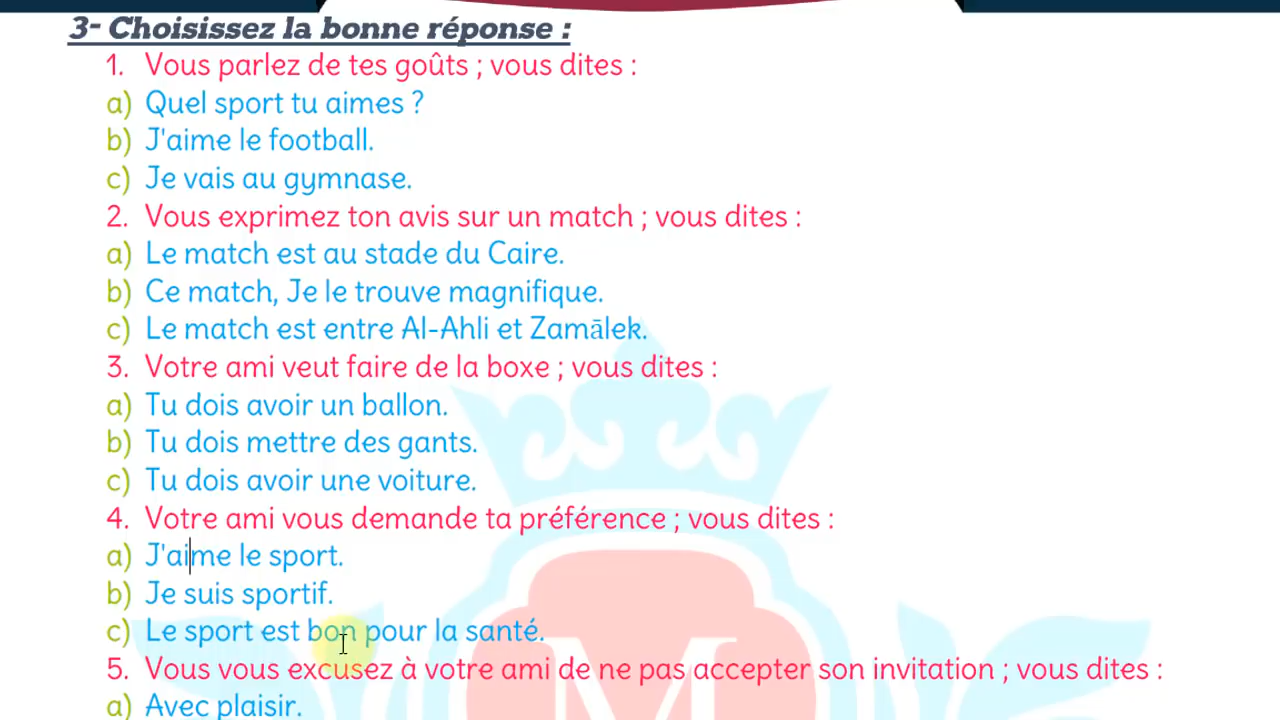 3- Choisissez la bonne réponse :
1. Vous parlez de tes goûts ; vous dites :
a) Quel sport tu aimes ?
b) J'aime le football.
c) Je vais au gymnase.
2. Vous exprimez ton avis sur un match ; vous dites :
a) Le match est au stade du Caire.
b) Ce match, Je le trouve magnifique.
c) Le match est entre Al-Ahli et Zamālek.
3. Votre ami veut faire de la boxe ; vous dites :
a) Tu dois avoir un ballon.
b) Tu dois mettre des gants.
c) Tu dois avoir une voiture.
4. Votre ami vous demande ta préférence ; vous dites :
a) J'aime le sport.
b) Je suis sportif.
c) Le sport est bon pour la santé.
5. Vous vous excusez à votre ami de ne pas accepter son invitation ; vous dites :
a) Avec plaisir.
M